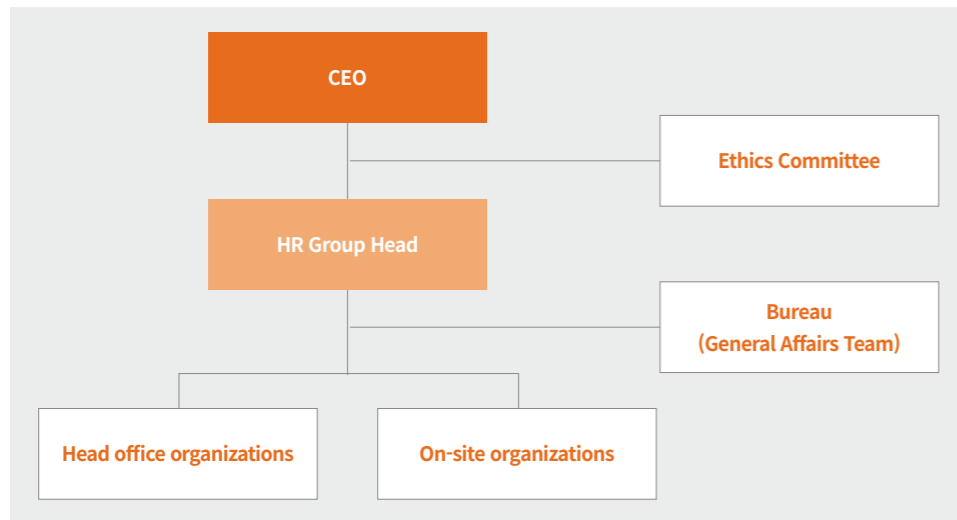 CEO
Ethics Committee
HR Group Head
Bureau
(General Affairs Team)
Head office organizations
On-site organizations